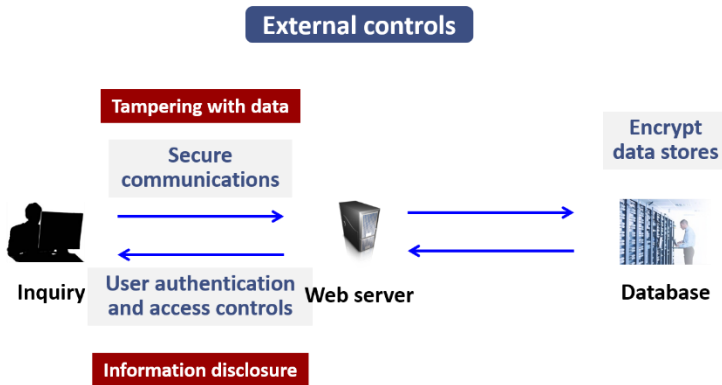 External controls
Tampering with data
Secure
communications
Encrypt
data stores
Inquiry
User authentication
and access controls
Web server
Database
Information disclosure